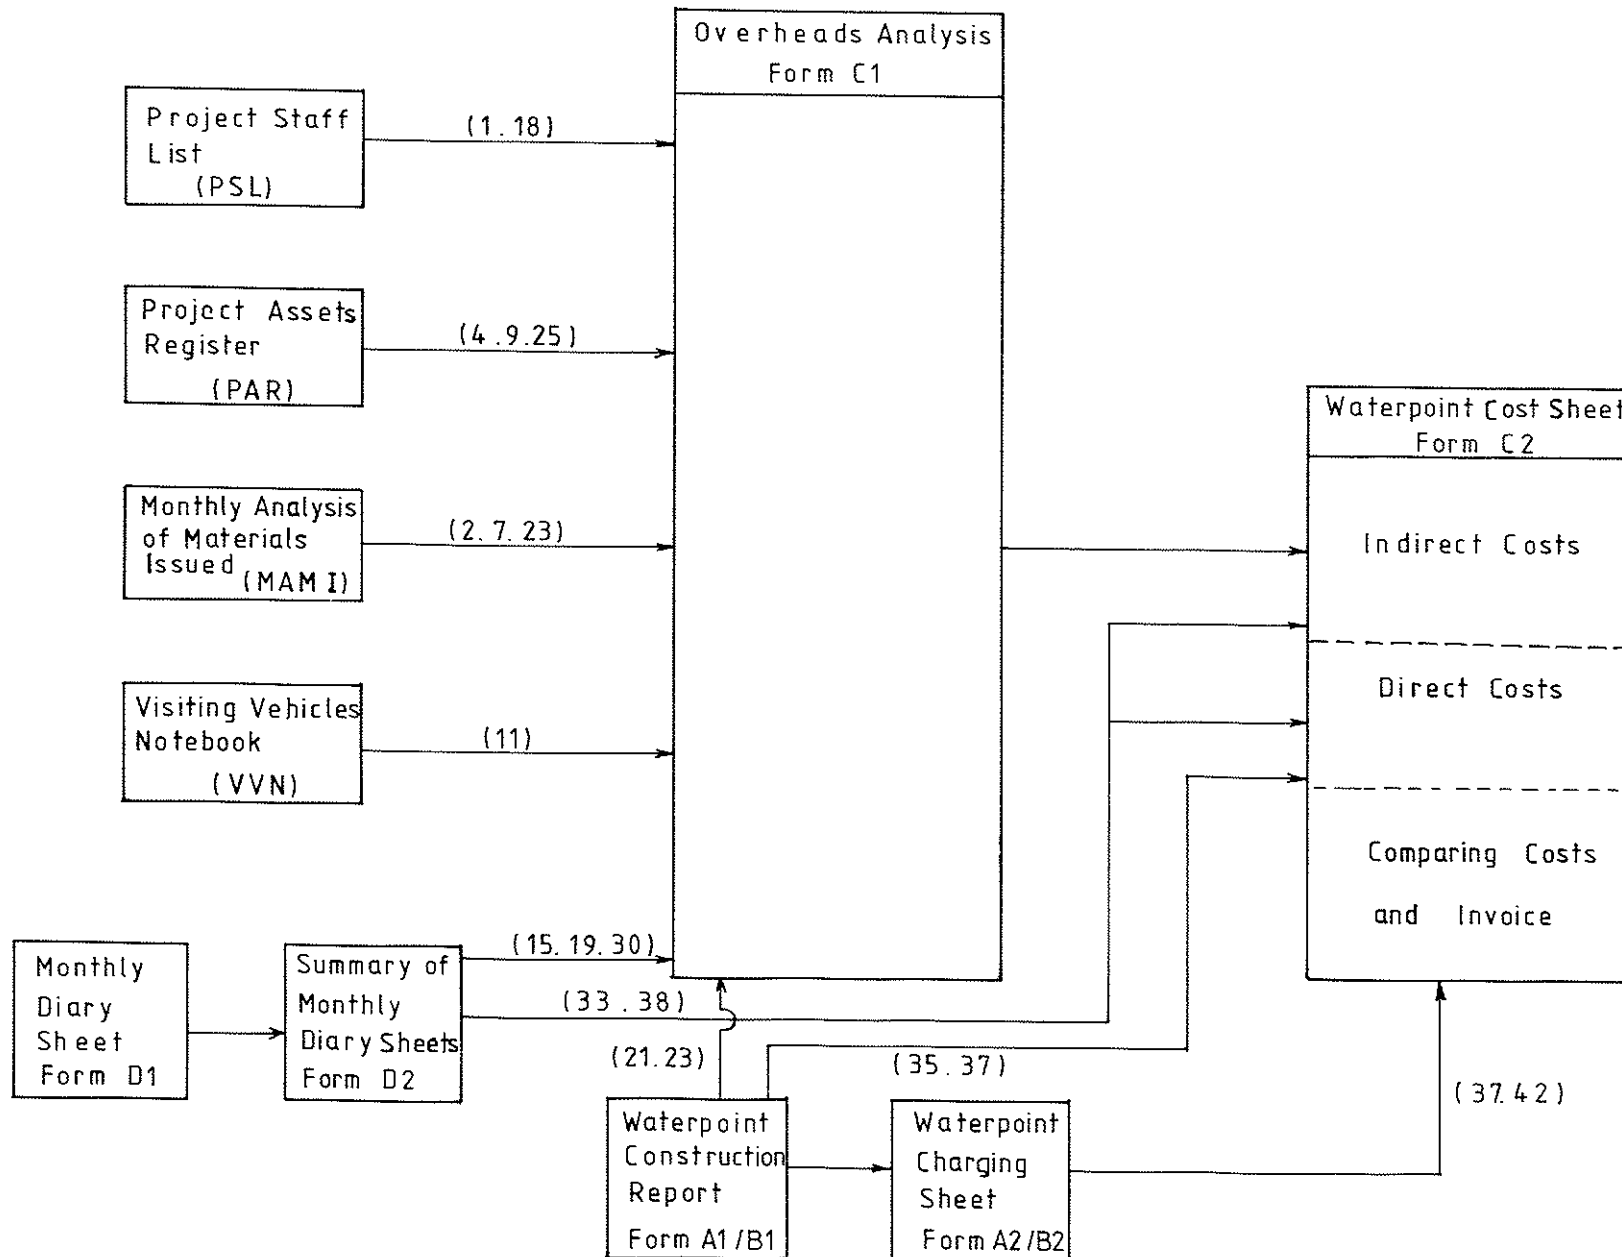 Overheads Analysis
Form C1
Project Staff
List
(PSL)
(1.18)
Project Assets
Register
(PAR)
(4.9.25)
Monthly Analysis
of Materials
Issued (MAMI)
(2.7.23)
Visiting Vehicles
Notebook
(VVN)
(11)
Waterpoint Cost Sheet
Form C2
Indirect Costs
Direct Costs
Comparing Costs
and Invoice
Monthly
Diary
Sheet
Form D1
Summary of
Monthly
Diary Sheets
Form D2
(15.19.30)
(33.38)
(21.23)
(35.37)
(37.42)
Waterpoint
Construction
Report
Form A1/B1
Waterpoint
Charging
Sheet
Form A2/B2